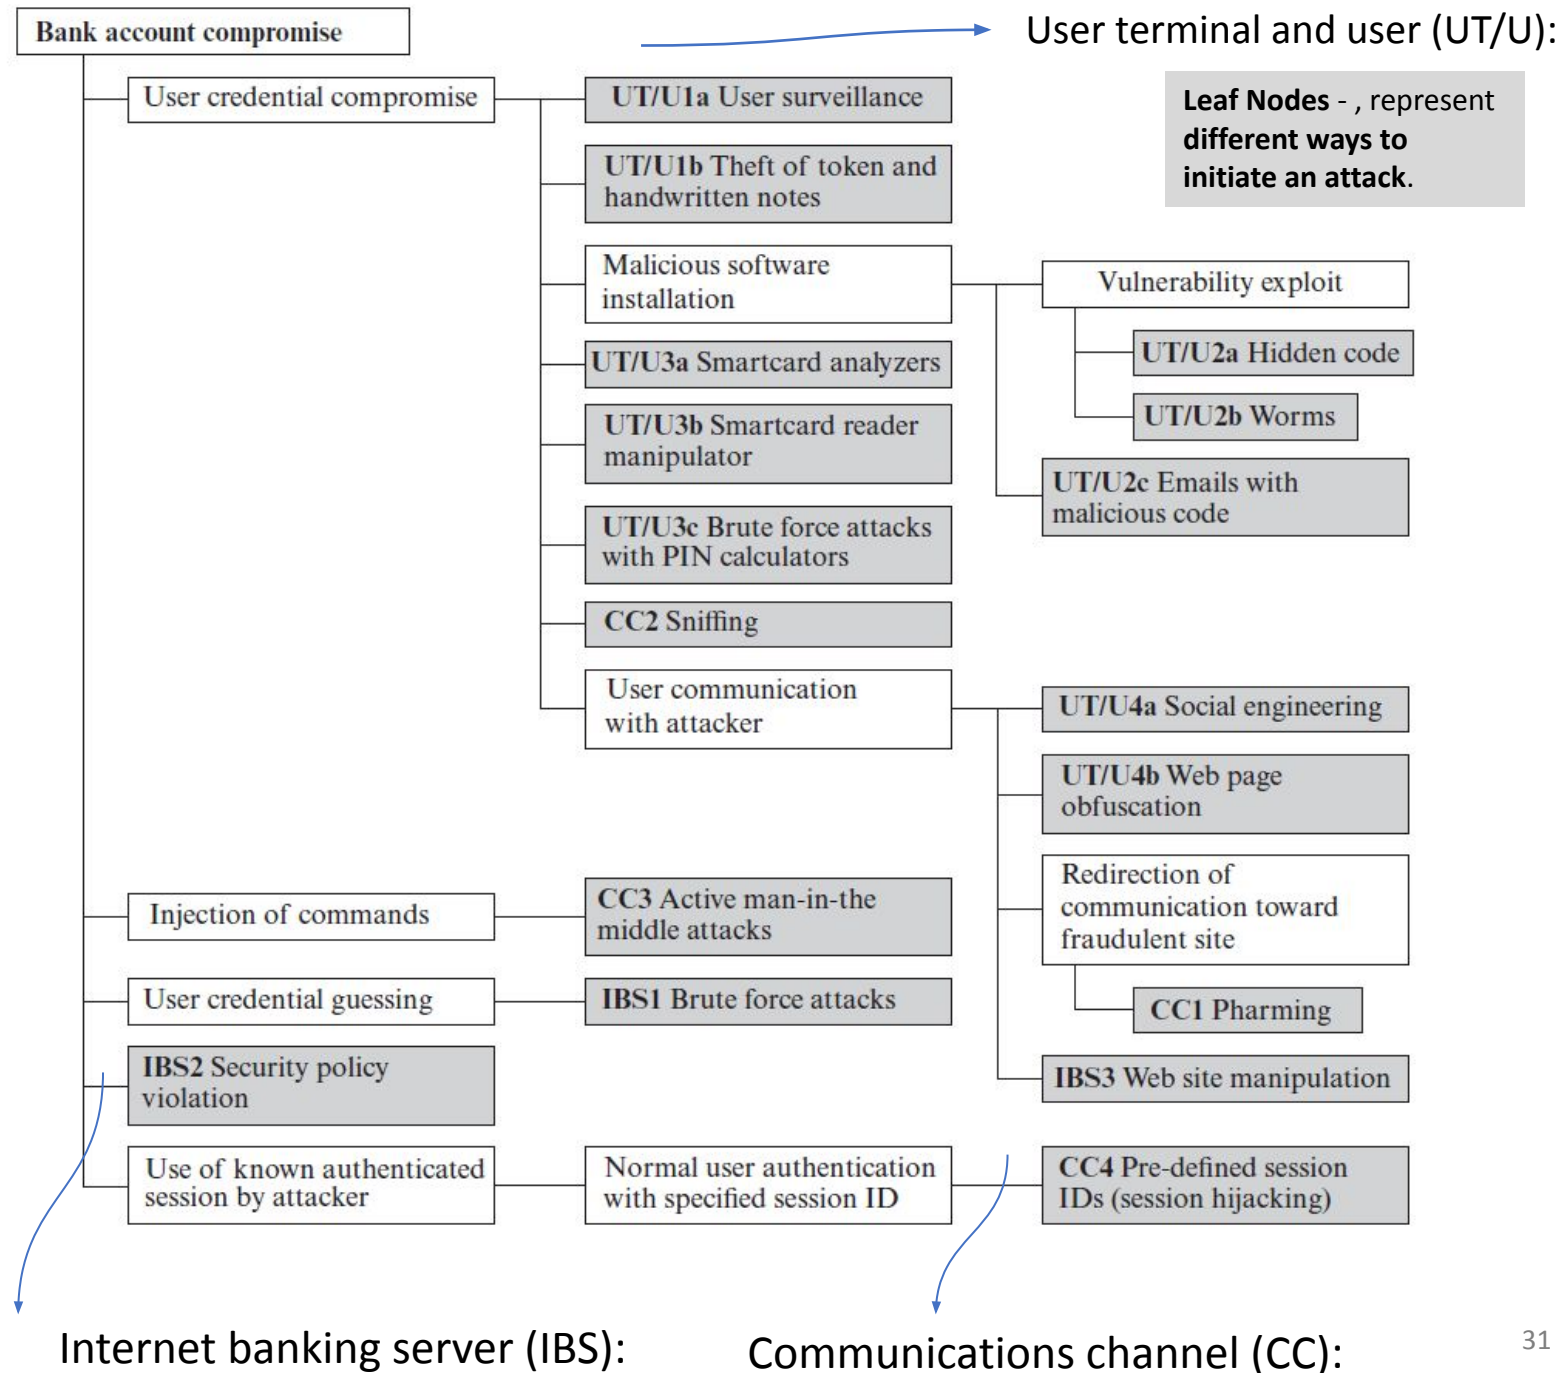 Bank account compromise
User terminal and user (UT/U):
Leaf Nodes - , represent
different ways to
initiate an attack.
User credential compromise
UT/U1a User surveillance
UT/U1b Theft of token and
handwritten notes
Malicious software
installation
Vulnerability exploit
UT/U2a Hidden code
UT/U2b Worms
UT/U2c Emails with
malicious code
UT/U3a Smartcard analyzers
UT/U3b Smartcard reader
manipulator
UT/U3c Brute force attacks
with PIN calculators
CC2 Sniffing
User communication
with attacker
UT/U4a Social engineering
UT/U4b Web page
obfuscation
Redirection of
communication toward
fraudulent site
CC1 Pharming
IBS3 Web site manipulation
Injection of commands
CC3 Active man-in-the
middle attacks
User credential guessing
IBS1 Brute force attacks
IBS2 Security policy
violation
Use of known authenticated
session by attacker
Normal user authentication
with specified session ID
CC4 Pre-defined session
IDs (session hijacking)
Internet banking server (IBS):
Communications channel (CC):
31